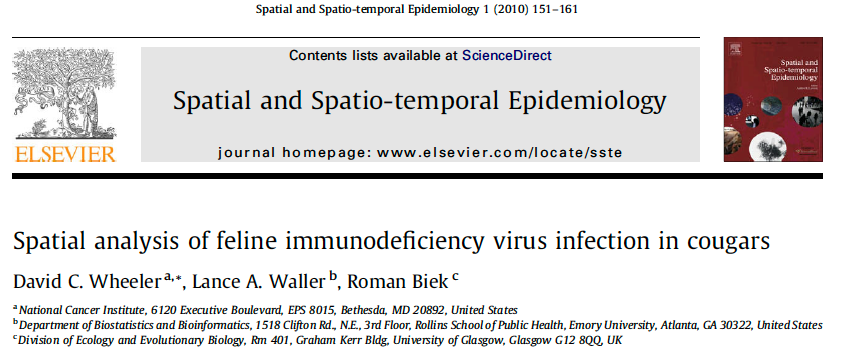 Spatial and Spatio-temporal Epidemiology 1 (2010) 151–161
Contents lists available at ScienceDirect
Spatial and Spatio-temporal Epidemiology
journal homepage: www.elsevier.com/locate/sste
ELSEVIER
Spatial and
Spatio-temporal
Epidemiology
Spatial analysis of feline immunodeficiency virus infection in cougars
David C. Wheeler a,*, Lance A. Waller b, Roman Biek c
a National Cancer Institute, 6120 Executive Boulevard, EPS 8015, Bethesda, MD 20892, United States
b Department of Biostatistics and Bioinformatics, 1518 Clifton Rd., N.E., 3rd Floor, Rollins School of Public Health, Emory University, Atlanta, GA 30322, United States
c Division of Ecology and Evolutionary Biology, Rm 401, Graham Kerr Bldg, University of Glasgow, Glasgow G12 8QQ, UK